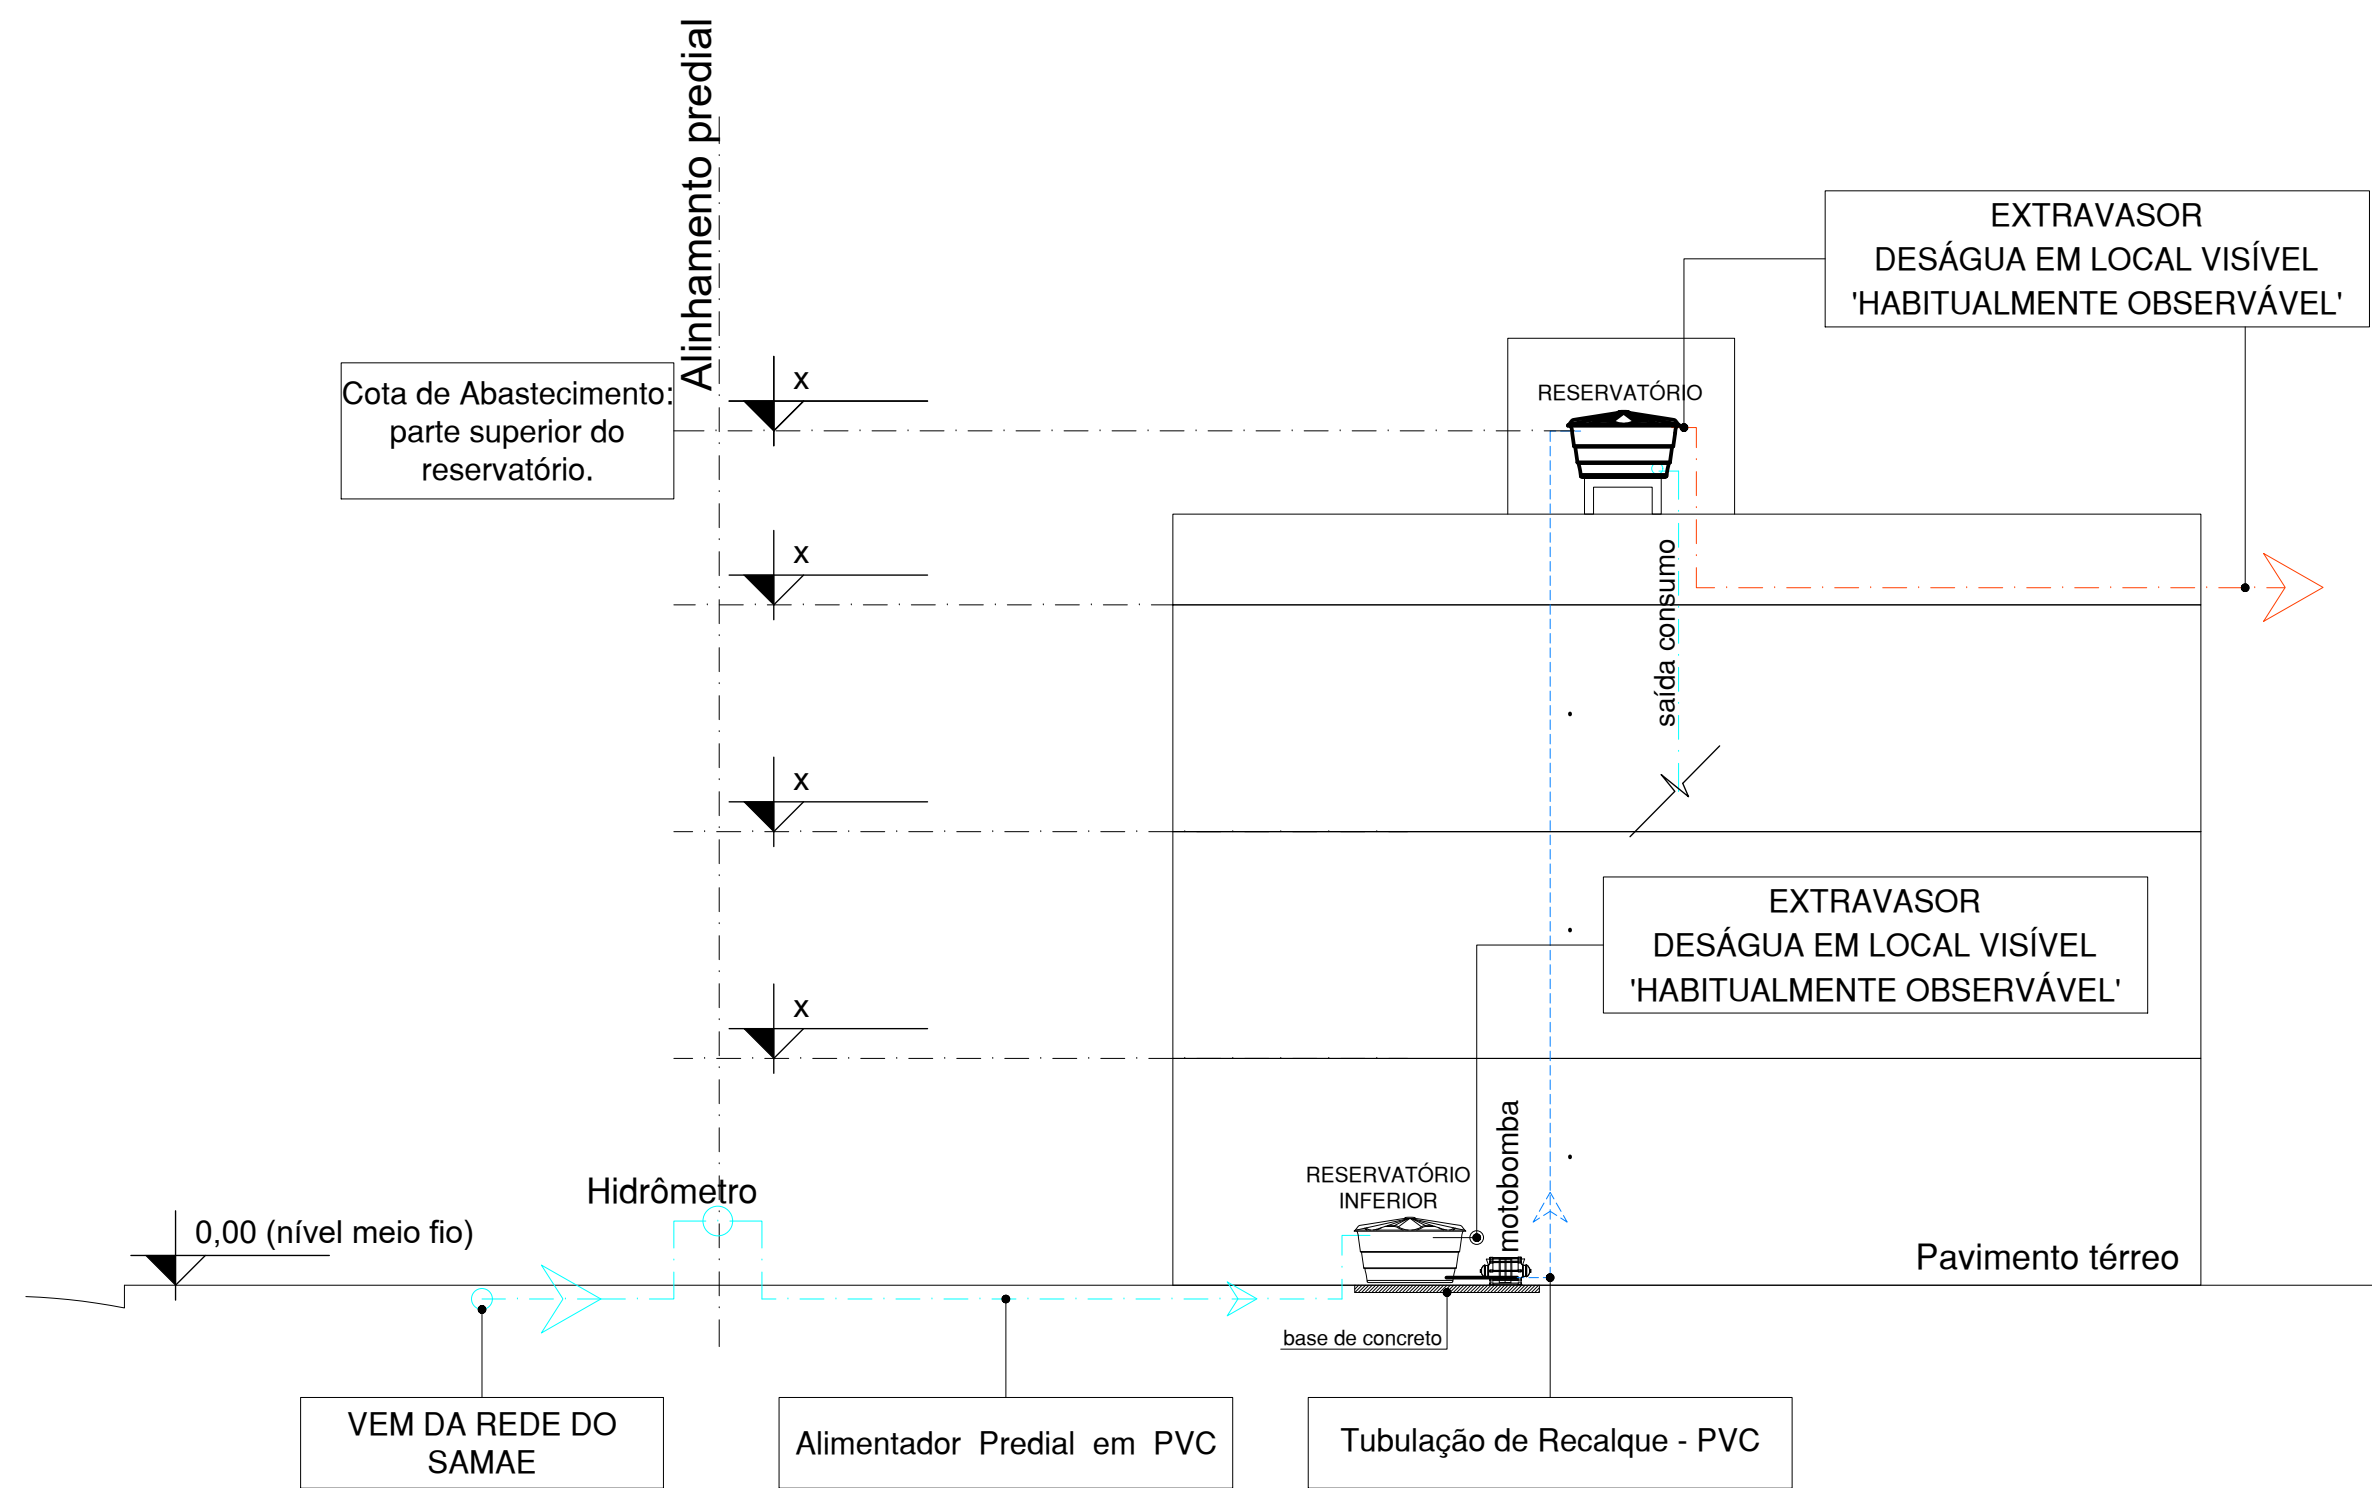 Alinhamento predial
EXTRAVASOR
DESÁGUA EM LOCAL VISÍVEL
'HABITUALMENTE OBSERVÁVEL'
Cota de Abastecimento:
parte superior do
reservatório.
x
RESERVATÓRIO
x
saída consumo
x
EXTRAVASOR
DESÁGUA EM LOCAL VISÍVEL
'HABITUALMENTE OBSERVÁVEL'
x
motobomba
RESERVATÓRIO
INFERIOR
Hidrômetro
0,00 (nível meio fio)
Pavimento térreo
base de concreto
VEM DA REDE DO
SAMAE
Alimentador Predial em PVC
Tubulação de Recalque - PVC